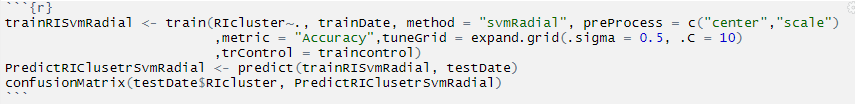 ```{r}
trainRISvmRadial <- train(RIcluster~., trainDate, method = "svmRadial", preProcess = c("center","scale")
,metric = "Accuracy",tuneGrid = expand.grid(.sigma = 0.5, .C = 10)
,trControl = traincontrol)
PredictRIClusetrSvmRadial <- predict(trainRISvmRadial, testDate)
confusionMatrix(testDate$RIcluster, PredictRIClusetrSvmRadial)
```